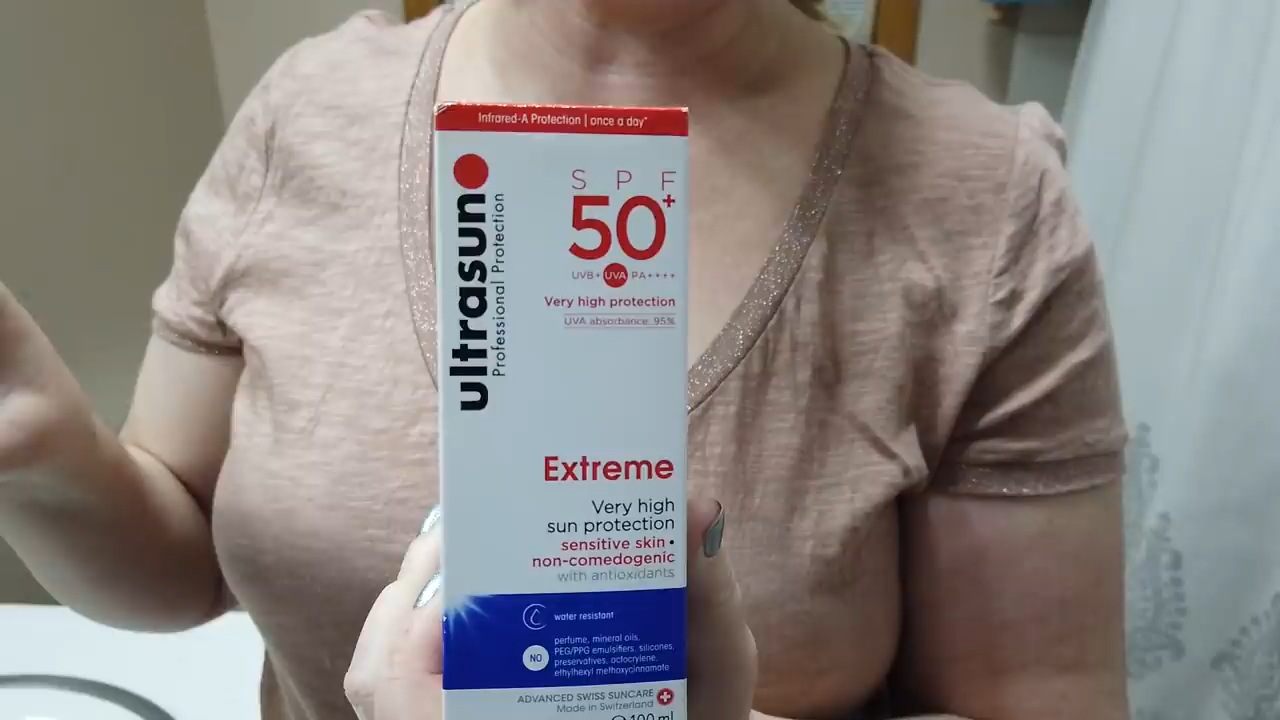 Infrared-A Protection | once a day*
ultrasun
Professional Protection
SPF
50+
UVB+ UVA PA++++
Very high protection
UVA absorbance: 95%
Extreme
Very high
sun protection
sensitive skin •
non-comedogenic
with antioxidants
water resistant
NO
perfume, mineral oils,
PEG/PPG emulsifiers, silicones,
preservatives, octocrylene,
ethylhexyl methoxycinnamate
ADVANCED SWISS SUNCARE
Made in Switzerland
100 ml